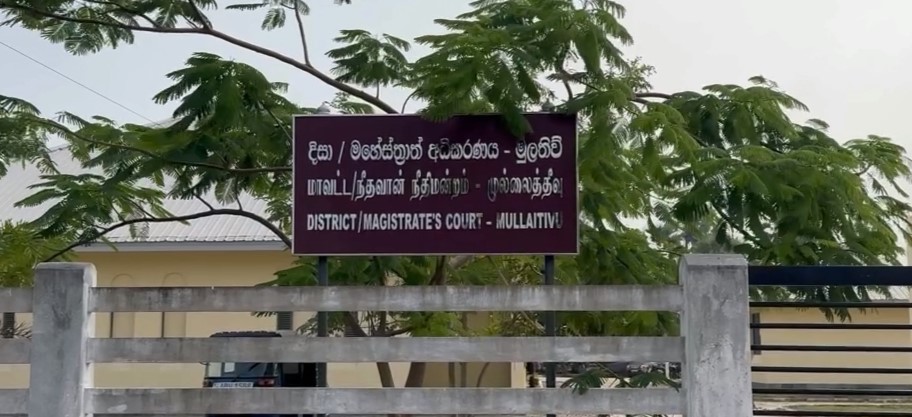 දිසා / මහේස්ත්‍රාත් අධිකරණය - මුලතිව්
மாவட்ட/நீதவான் நீதிமன்றம் - முல்லைத்தீவு
DISTRICT/MAGISTRATE'S COURT - MULLAITIVU